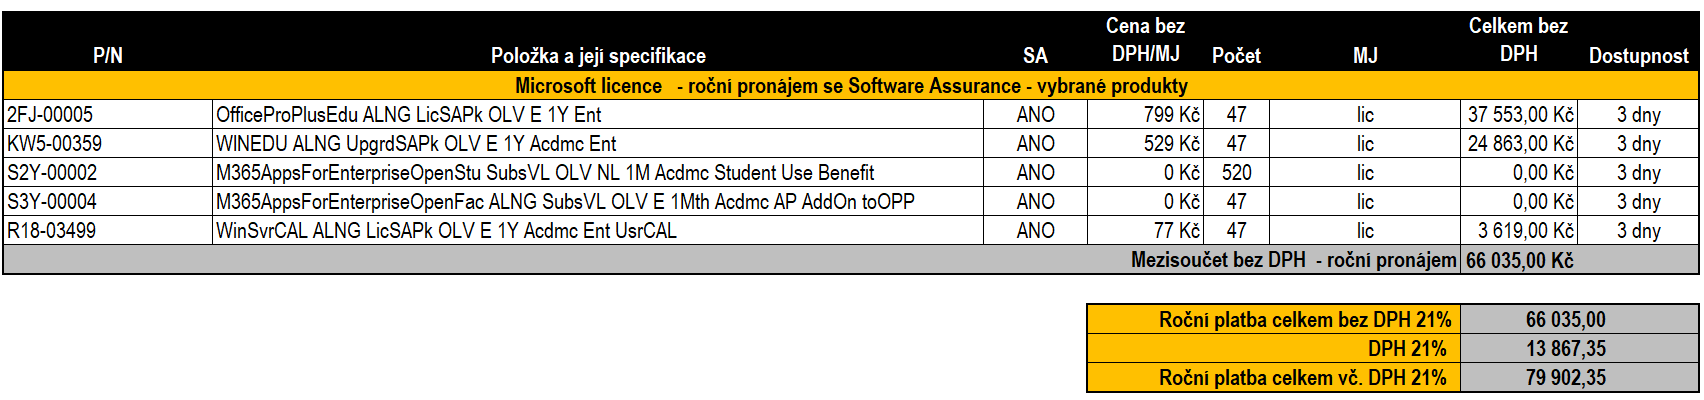 P/N Položka a její specifikace SA Cena bez DPH/MJ Počet MJ Celkem bez DPH Dostupnost
Microsoft licence - roční pronájem se Software Assurance - vybrané produkty
2FJ-00005 OfficeProPlusEdu ALNG LicSAPk OLV E 1Y Ent ANO 799 Kč 47 lic 37 553,00 Kč 3 dny
KW5-00359 WINEDU ALNG UpgrdSAPk OLV E 1Y Acdmc Ent ANO 529 Kč 47 lic 24 863,00 Kč 3 dny
S2Y-00002 M365AppsForEnterpriseOpenStu SubsVL OLV NL 1M Acdmc Student Use Benefit ANO 0 Kč 520 lic 0,00 Kč 3 dny
S3Y-00004 M365AppsForEnterpriseOpenFac ALNG SubsVL OLV E 1Mth Acdmc AP AddOn toOPP ANO 0 Kč 47 lic 0,00 Kč 3 dny
R18-03499 WinSvrCAL ALNG LicSAPk OLV E 1Y Acdmc Ent UsrCAL ANO 77 Kč 47 lic 3 619,00 Kč 3 dny
Mezisoučet bez DPH - roční pronájem 66 035,00 Kč
Roční platba celkem bez DPH 21% 66 035,00
DPH 21% 13 867,35
Roční platba celkem vč. DPH 21% 79 902,35